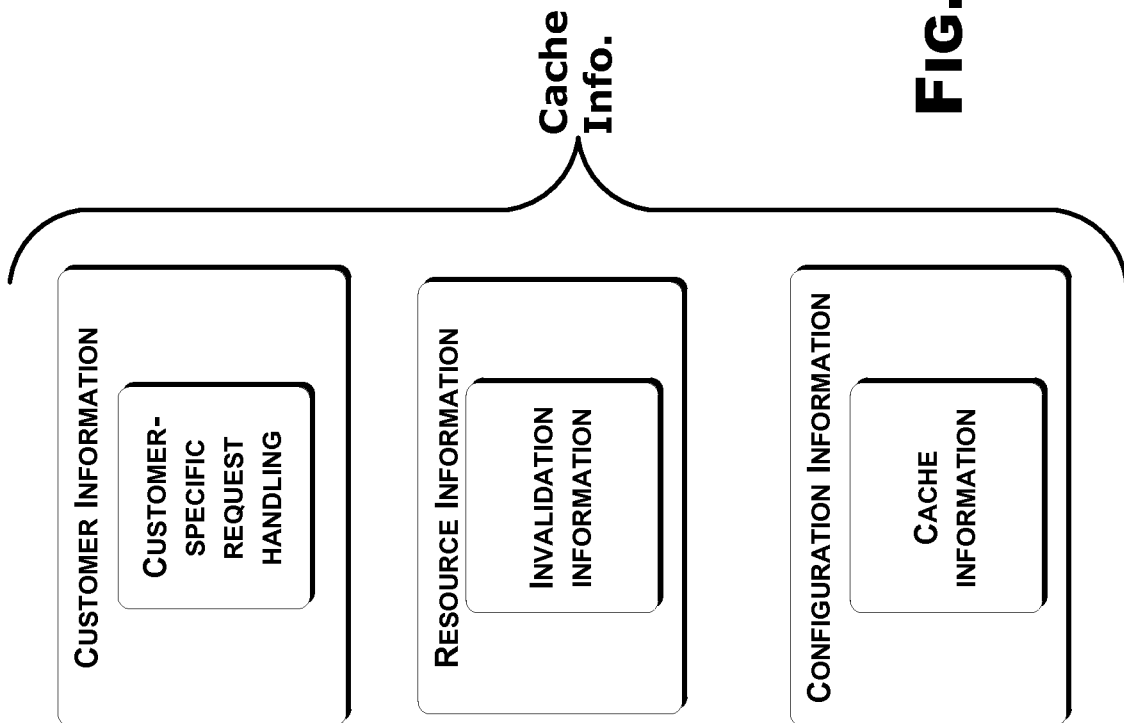 CUSTOMER INFORMATION
CUSTOMER-
SPECIFIC
REQUEST
HANDLING
RESOURCE INFORMATION
INVALIDATION
INFORMATION
CONFIGURATION INFORMATION
CACHE
INFORMATION
Cache
Info.
FIG.